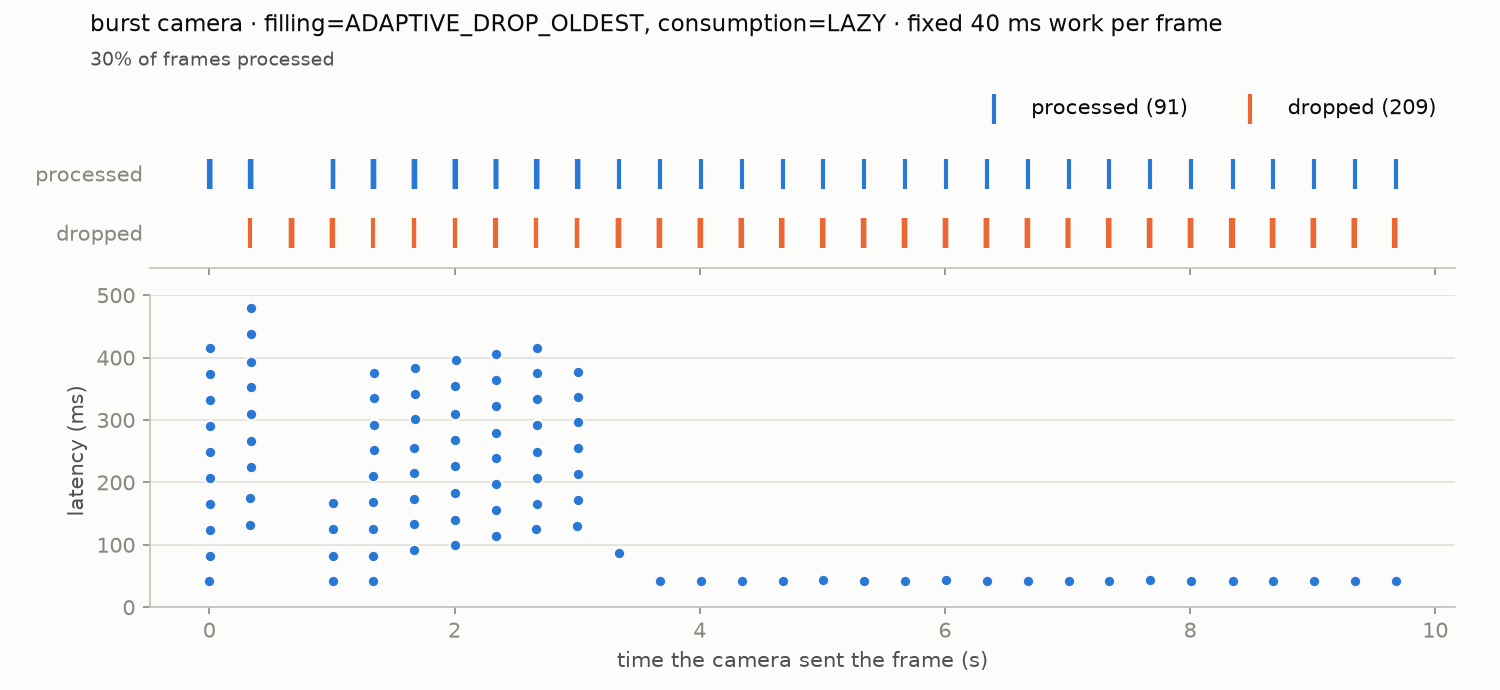 burst camera · filling=ADAPTIVE_DROP_OLDEST, consumption=LAZY · fixed 40 ms work per frame
30% of frames processed
processed (91)
dropped (209)
processed
dropped
500
400
300
200
100
0
latency (ms)
0 2 4 6 8 10
time the camera sent the frame (s)